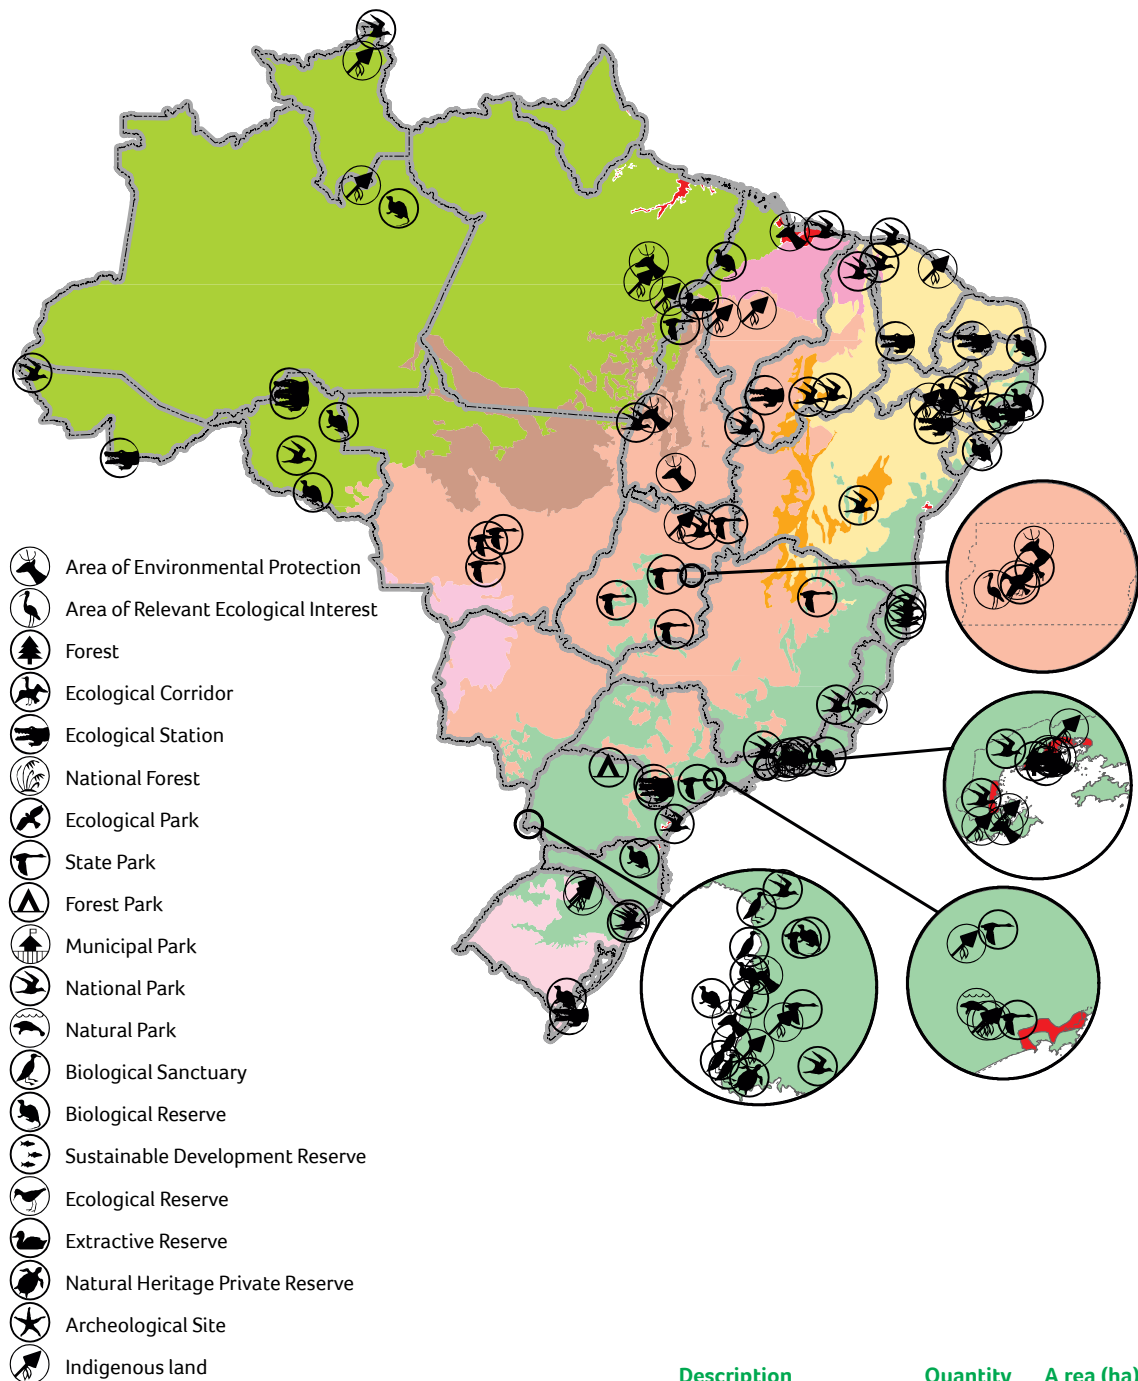 Area of Environmental Protection
Area of Relevant Ecological Interest
Forest
Ecological Corridor
Ecological Station
National Forest
Ecological Park
State Park
Forest Park
Municipal Park
National Park
Natural Park
Biological Sanctuary
Biological Reserve
Sustainable Development Reserve
Ecological Reserve
Extractive Reserve
Natural Heritage Private Reserve
Archeological Site
Indigenous land
Description Quantity A rea (ha)